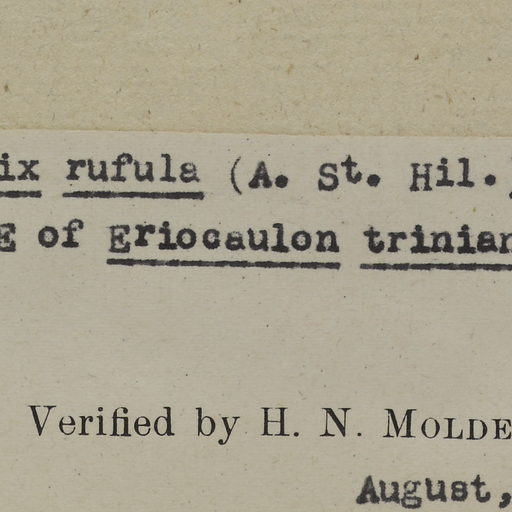 ix rufula (A. St. Hil.)
E of Eriocaulon trinian
Verified by H. N. MOLDE
August,